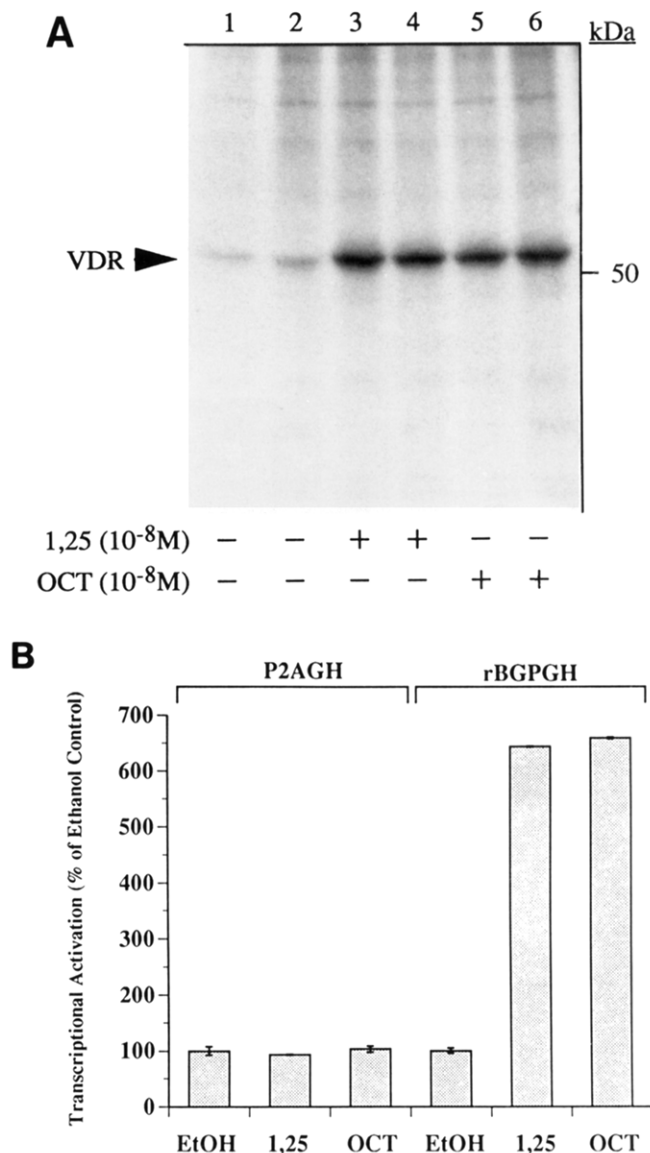 A
1 2 3 4 5 6 kDa
VDR
50
1,25 (10⁻⁸M) − − + + − −
OCT (10⁻⁸M) − − − − + +
B
P2AGH rBGPGH
Transcriptional Activation (% of Ethanol Control)
700
600
500
400
300
200
100
0
EtOH 1,25 OCT EtOH 1,25 OCT